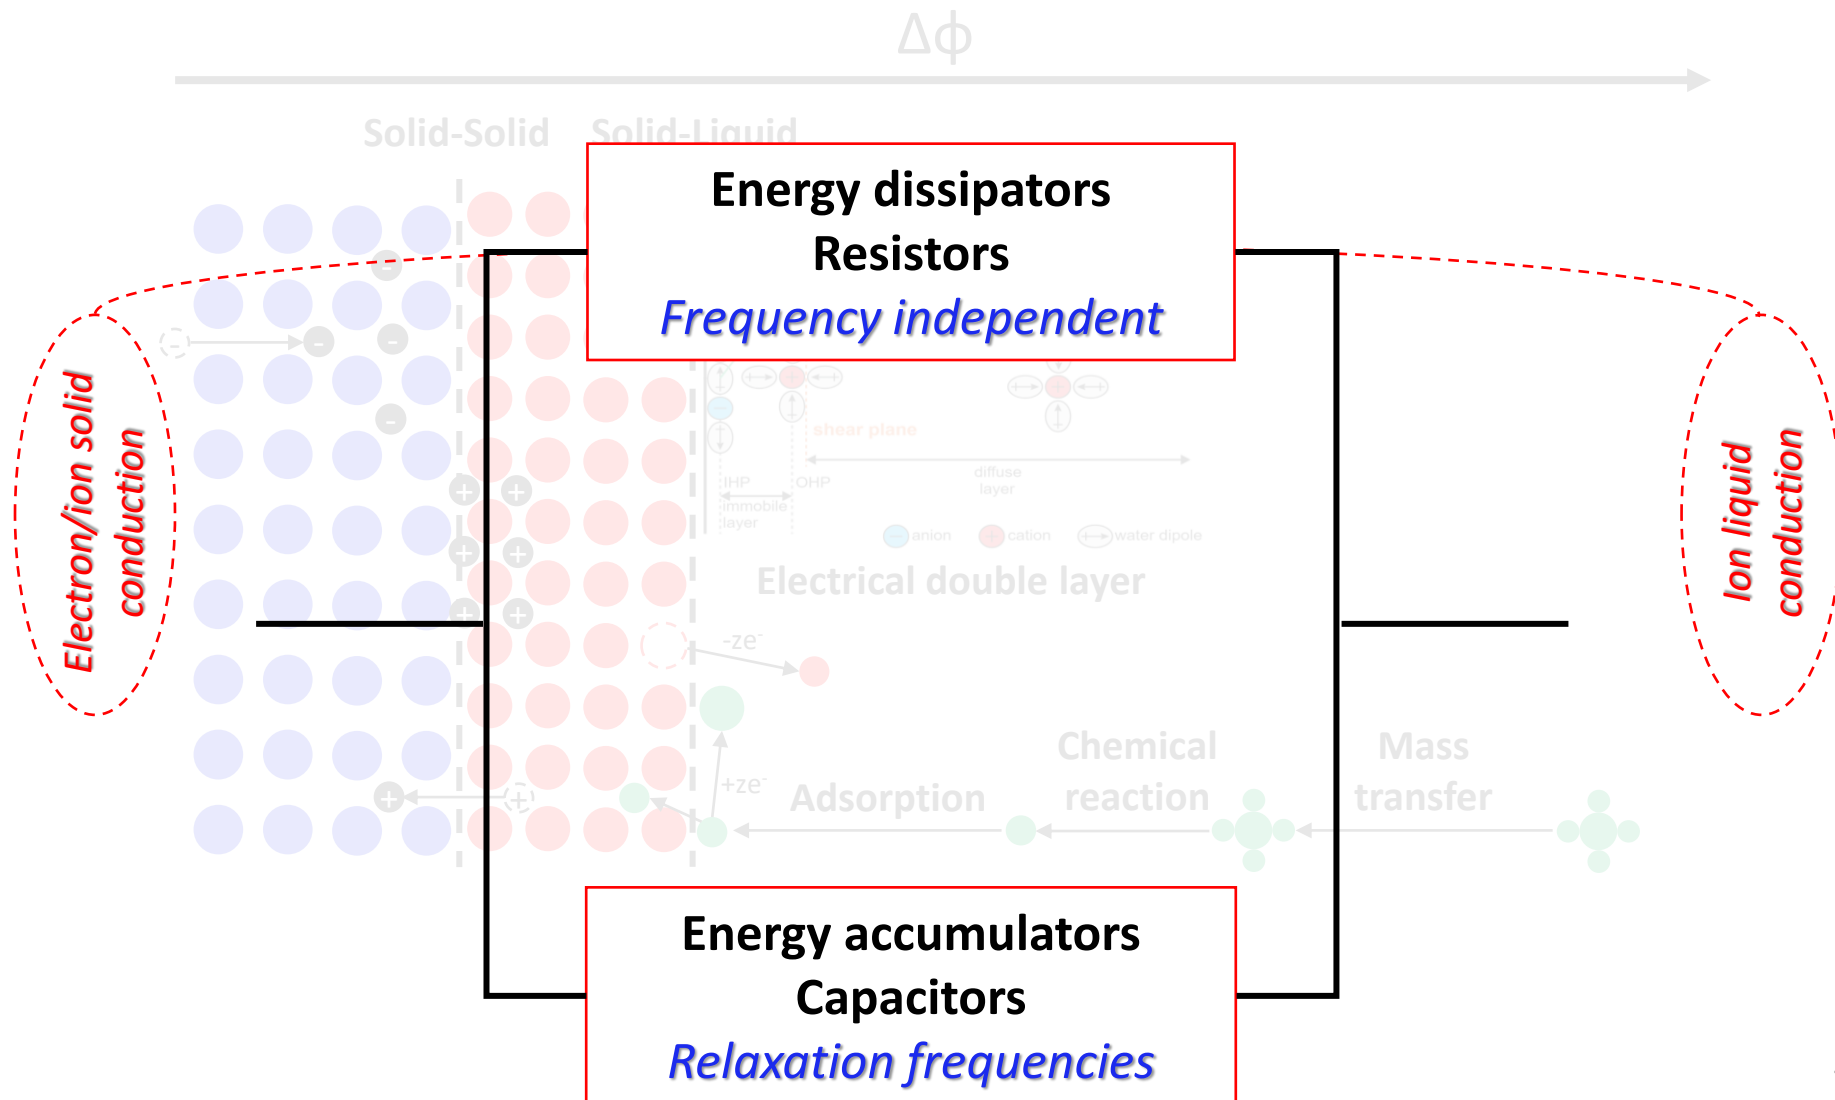 Δϕ
Solid-Solid
Solid-Liquid
Energy dissipators
Resistors
Frequency independent
Electron/ion solid
conduction
Ion liquid
conduction
shear plane
diffuse
layer
IHP
OHP
immobile
layer
anion
cation
water dipole
Electrical double layer
-ze⁻
+ze⁻
Adsorption
Chemical
reaction
Mass
transfer
Energy accumulators
Capacitors
Relaxation frequencies